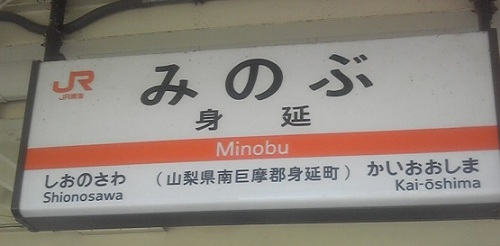 JR
JR東海
みのぶ
身延
Minobu
しおのさわ
Shionosawa
(山梨県南巨摩郡身延町)
かいおおしま
Kai-ōshima